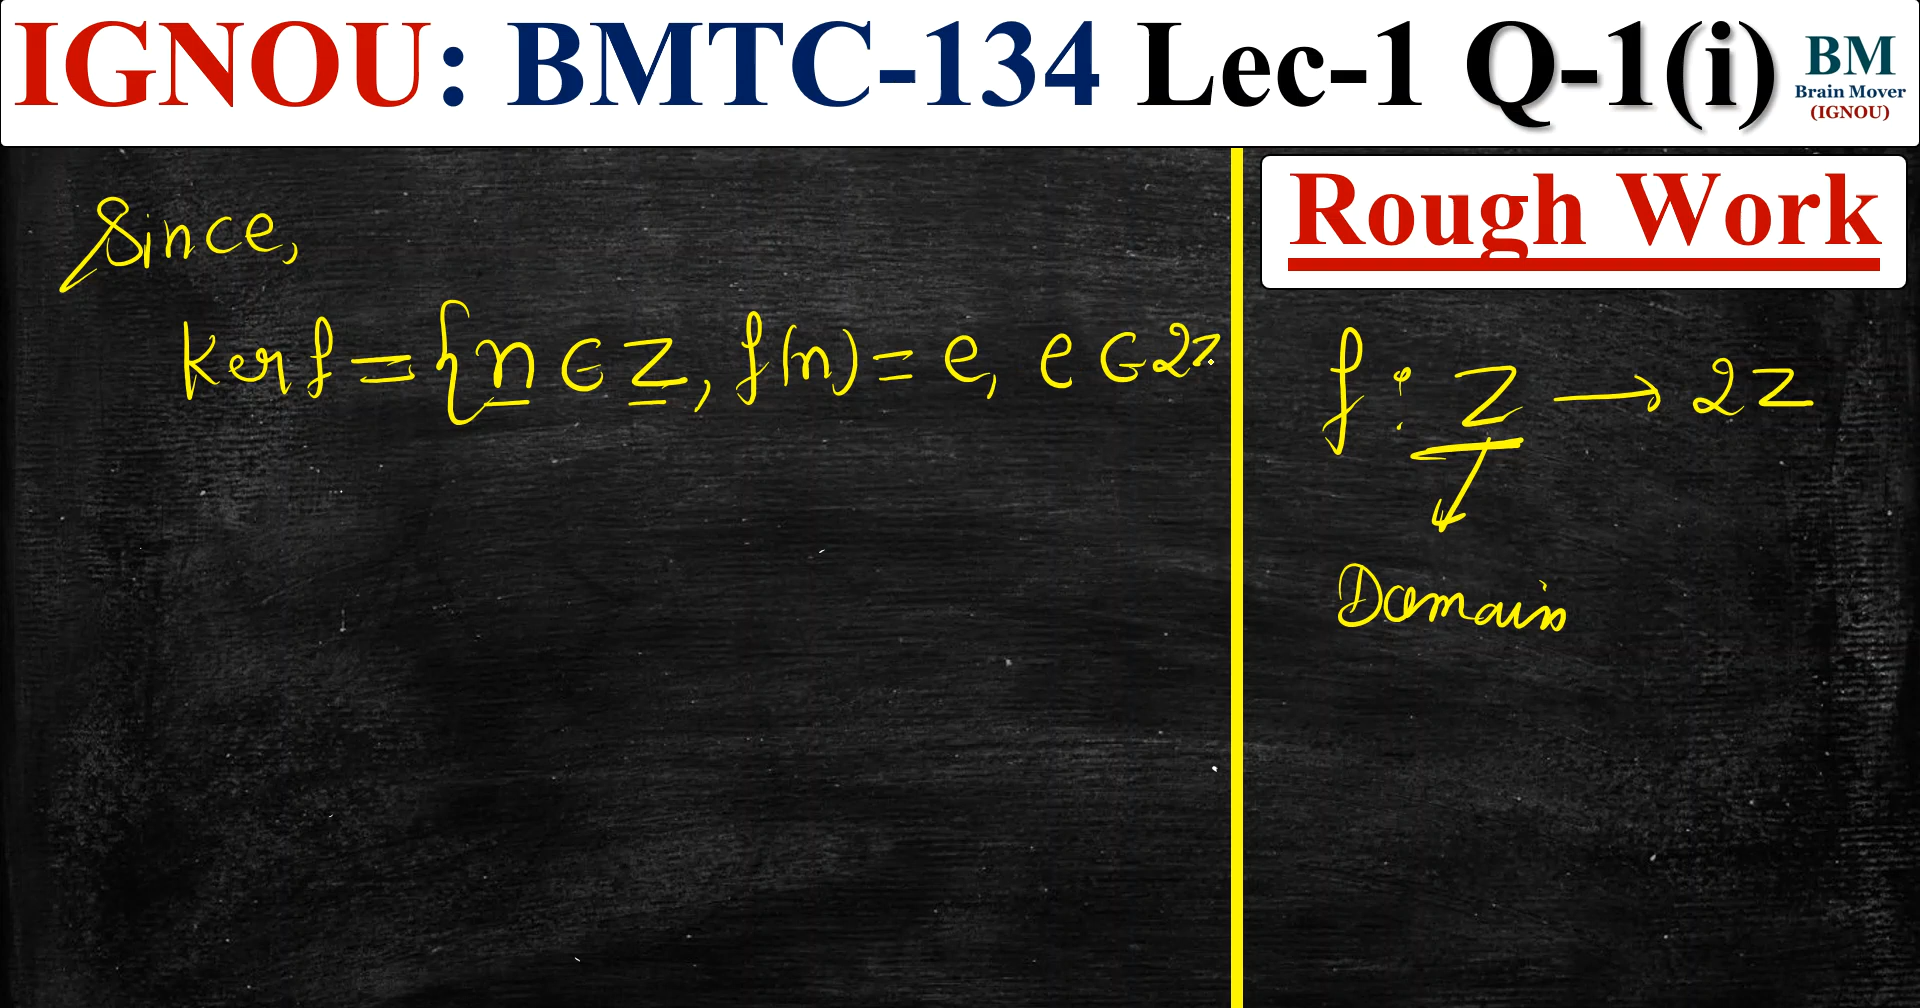 IGNOU: BMTC-134 Lec-1 Q-1(i)
BM
Brain Mover
(IGNOU)
Since,
Ker f = {n ∈ Z, f(n) = e, e ∈ 2Z
Rough Work
f : Z → 2Z
Domain